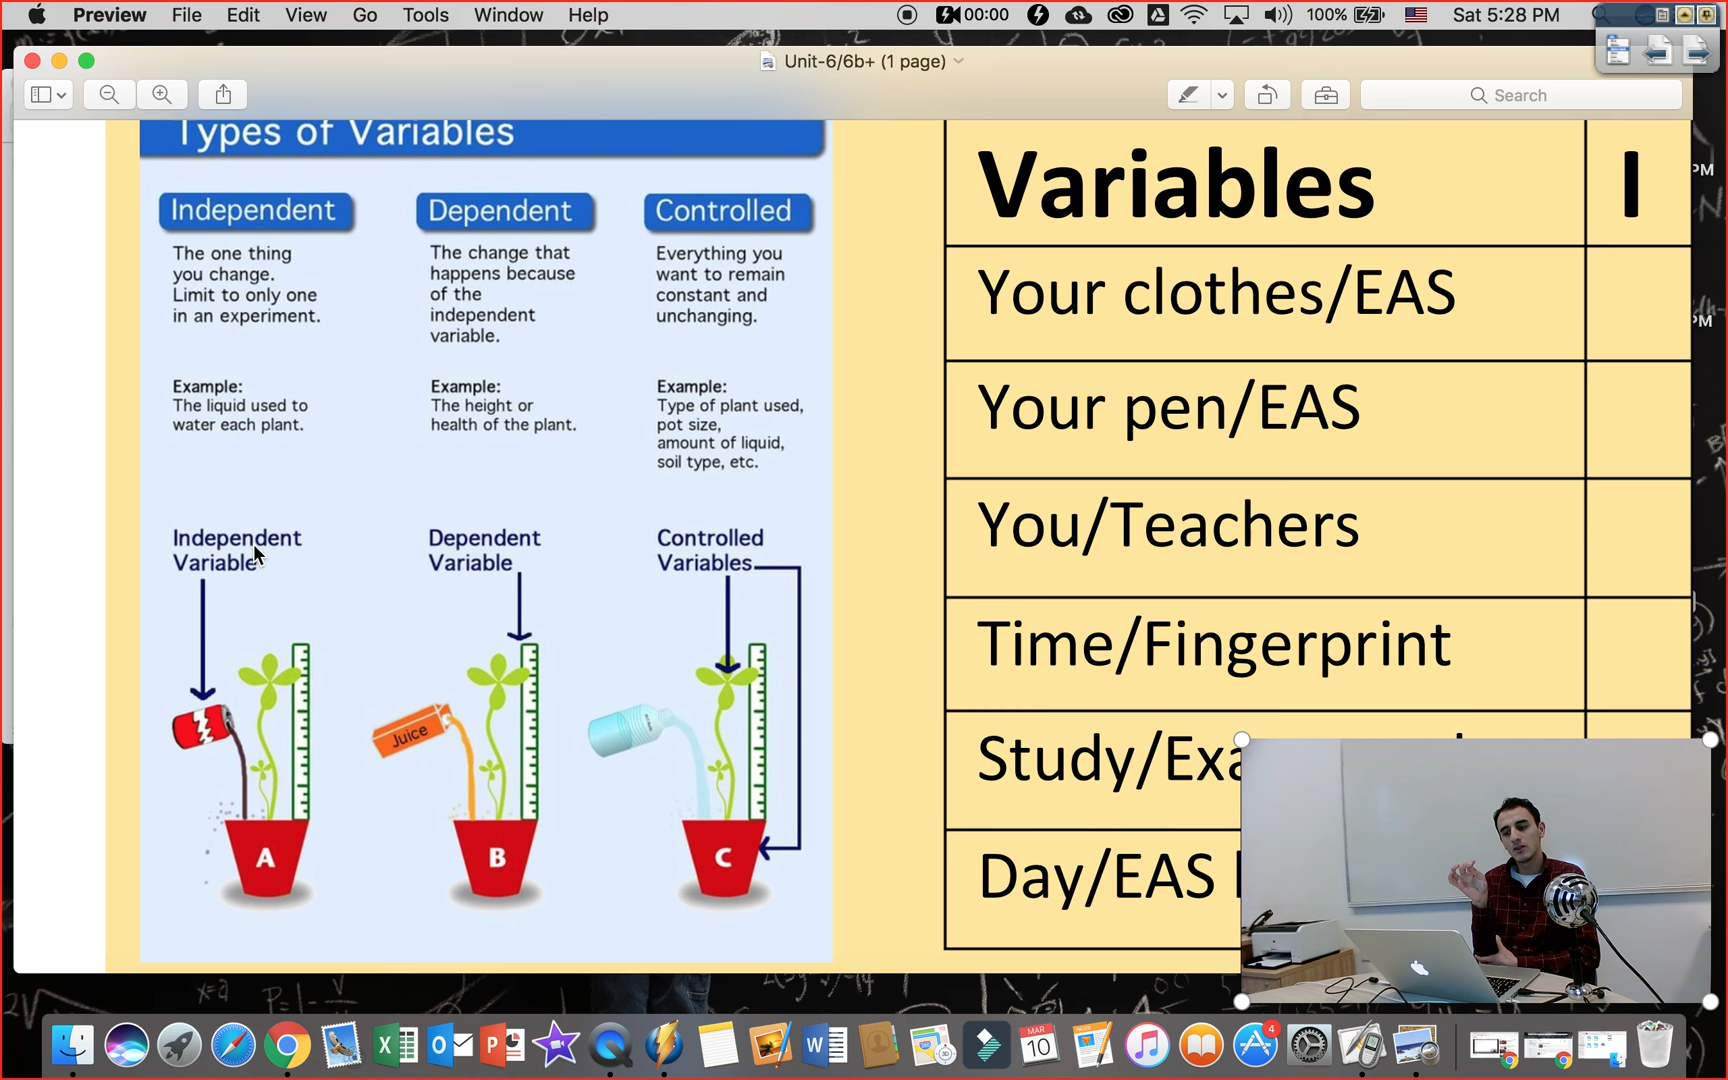 Preview File Edit View Go Tools Window Help 00:00 100% Sat 5:28 PM
Unit-6/6b+ (1 page)
Search
Types of Variables
Independent
The one thing
you change.
Limit to only one
in an experiment.
Example:
The liquid used to
water each plant.
Independent
Variable
A
Dependent
The change that
happens because
of the
independent
variable.
Example:
The height or
health of the plant.
Dependent
Variable
Juice
B
Controlled
Everything you
want to remain
constant and
unchanging.
Example:
Type of plant used,
pot size,
amount of liquid,
soil type, etc.
Controlled
Variables
C
Variables I
Your clothes/EAS
Your pen/EAS
You/Teachers
Time/Fingerprint
Study/Exa
Day/EAS
PM
PM
x=a
MAR
10
4